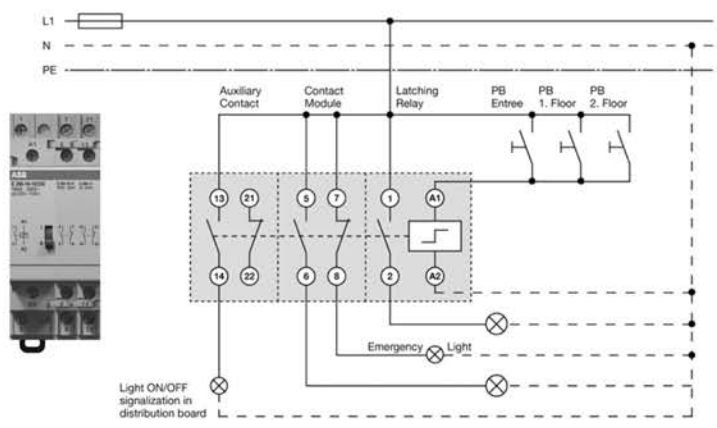 L1
N
PE
Auxiliary Contact
Contact Module
Latching Relay
PB Entree
PB 1. Floor
PB 2. Floor
13
21
5
7
1
A1
14
22
6
8
2
A2
ABB
Emergency Light
Light ON/OFF
signalization in
distribution board